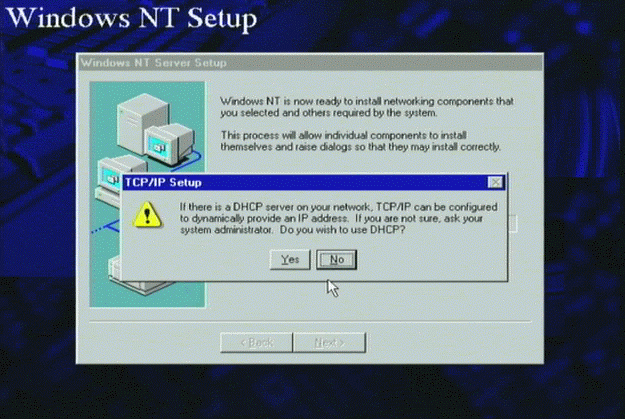 Windows NT Setup
Windows NT Server Setup
Windows NT is now ready to install networking components that
you selected and others required by the system.
This process will allow individual components to install
themselves and raise dialogs so that they may install correctly.
TCP/IP Setup
If there is a DHCP server on your network, TCP/IP can be configured
to dynamically provide an IP address. If you are not sure, ask your
system administrator. Do you wish to use DHCP?
Yes No
< Back Next >